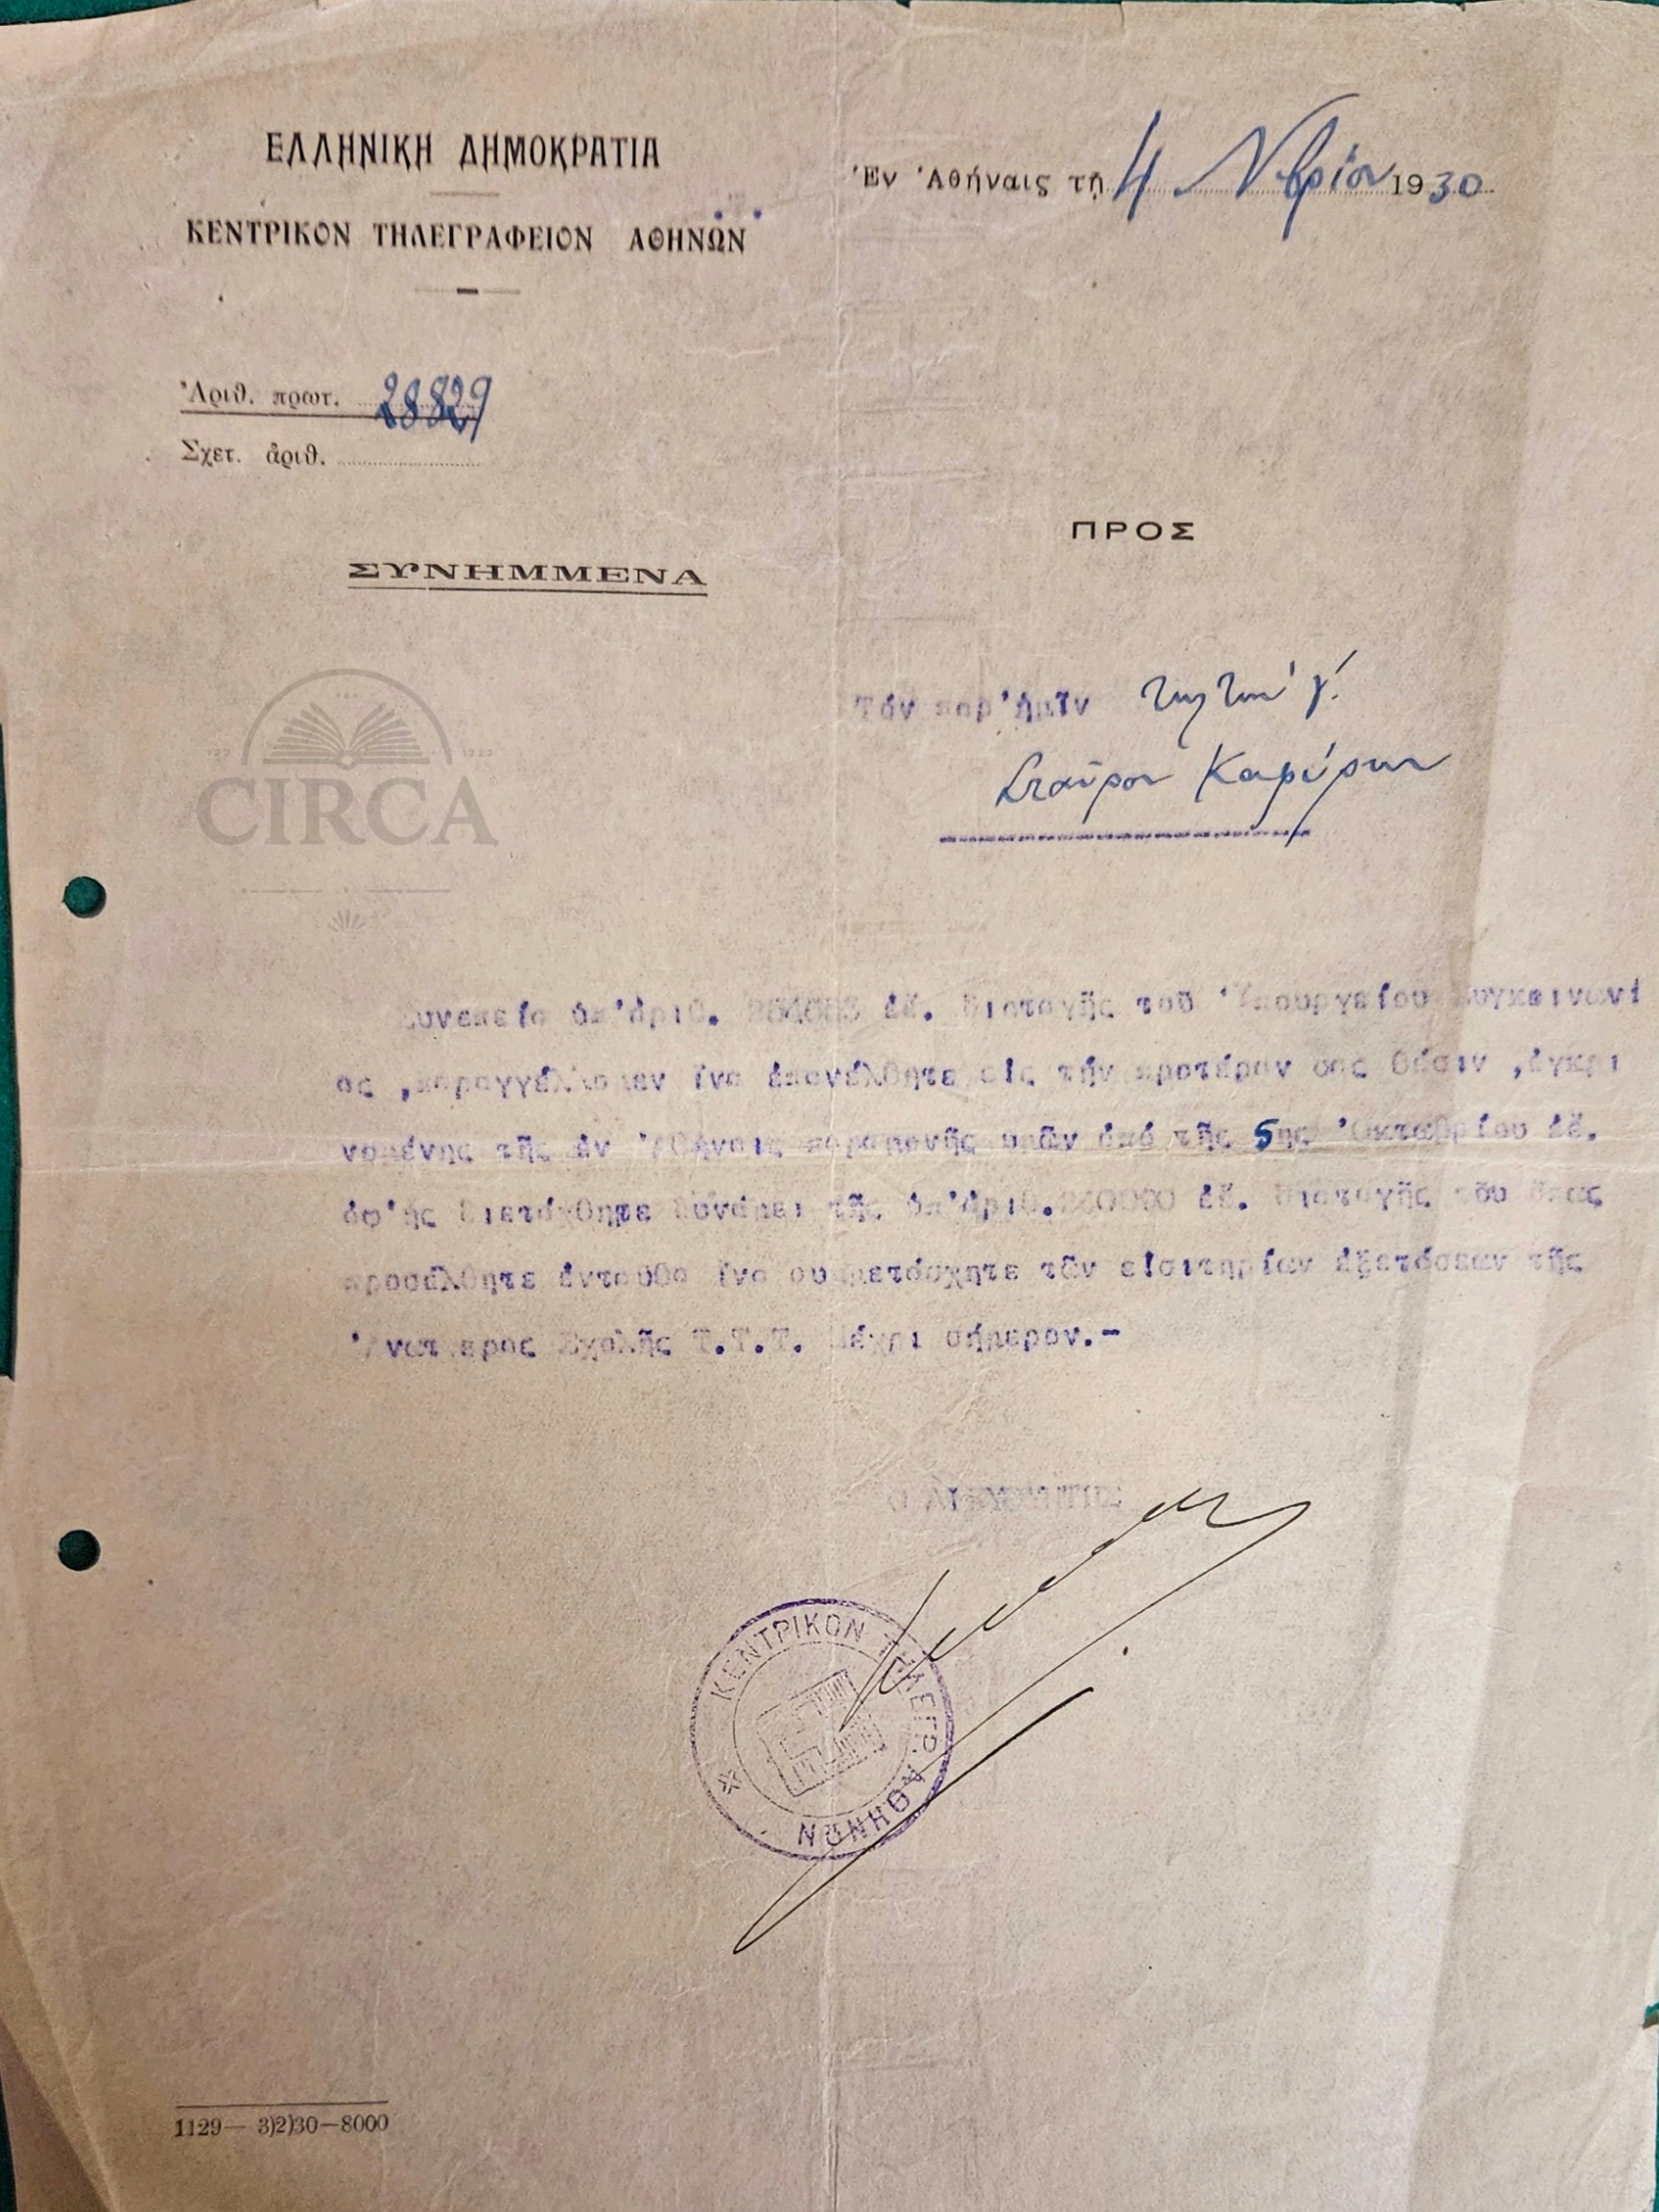 ΕΛΛΗΝΙΚΗ ΔΗΜΟΚΡΑΤΙΑ
ΚΕΝΤΡΙΚΟΝ ΤΗΛΕΓΡΑΦΕΙΟΝ ΑΘΗΝΩΝ
Ἐν Ἀθήναις τῇ 4 Νβρίου 1930
Ἀριθ. πρωτ. 28829
Σχετ. ἀριθ.
ΣΥΝΗΜΜΕΝΑ
ΠΡΟΣ
CIRCA
Τόν παρ'ἡμῖν
Σταῦρον
Συνεπείᾳ ὑπ'ἀριθ. ἐ.ἔ. διαταγῆς τοῦ Ὑπουργείου Συγκοινωνί
ας ,παραγγέλλομεν ἵνα ἐπανέλθητε εἰς τήν προτέραν σας θέσιν ,ἐγκρι
νομένης τῆς ἐν Ἀθήναις παραμονῆς ὑμῶν ἀπό τῆς 5ης Ὀκτωβρίου ἐ.ἔ.
ἀφ'ἧς διετάχθητε δυνάμει τῆς ὑπ'ἀριθ. ἐ.ἔ. διαταγῆς του ὅπως
προσέλθητε ἐνταῦθα ἵνα συμμετάσχητε τῶν εἰσιτηρίων ἐξετάσεων τῆς
Ἀνωτέρας Σχολῆς Τ.Τ.Τ. μέχρι σήμερον.-
Ο ΔΙΕΥΘΥΝΤΗΣ
ΚΕΝΤΡΙΚΟΝ ΤΗΛΕΓΡ. ΑΘΗΝΩΝ
1129— 3)2)30—8000